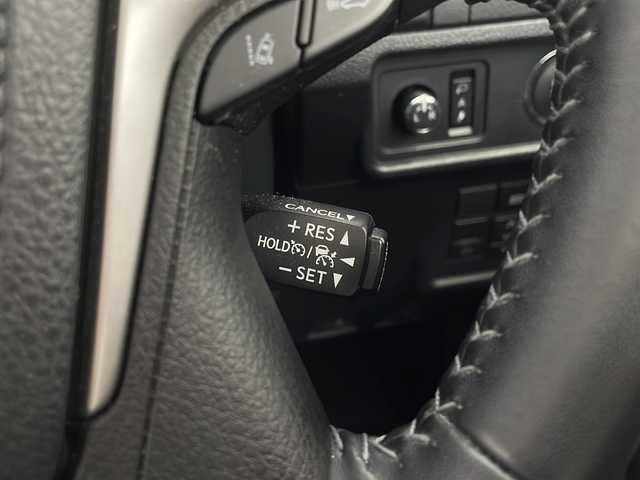 CANCEL▼
+ RES ▲
HOLD / ◀
− SET ▼